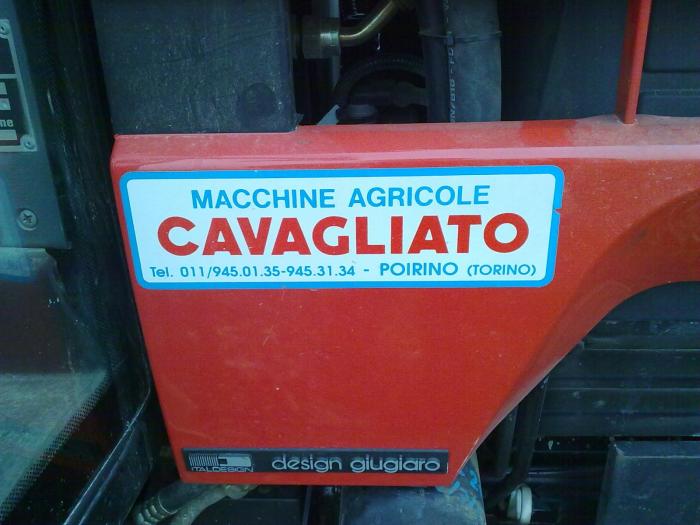 MACCHINE AGRICOLE
CAVAGLIATO
Tel. 011/945.01.35-945.31.34 - POIRINO (TORINO)
ITALDESIGN design giugiaro